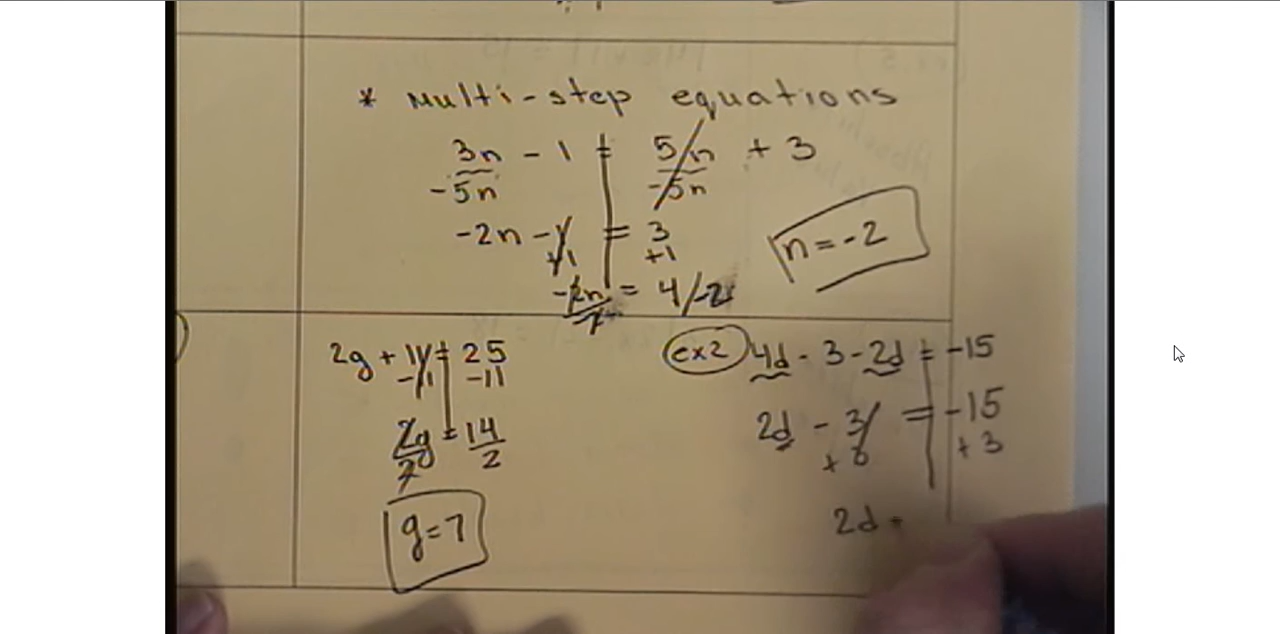 * Multi-step equations
3n - 1 = 5n + 3
-5n -5n
-2n - 1 = 3
+1 +1
-2n = 4/-2
-2
n = -2
2g + 11 = 25
-11 -11
2g = 14
2 2
g = 7
ex2 4d - 3 - 2d = -15
2d - 3 = -15
+ 3 + 3
2d